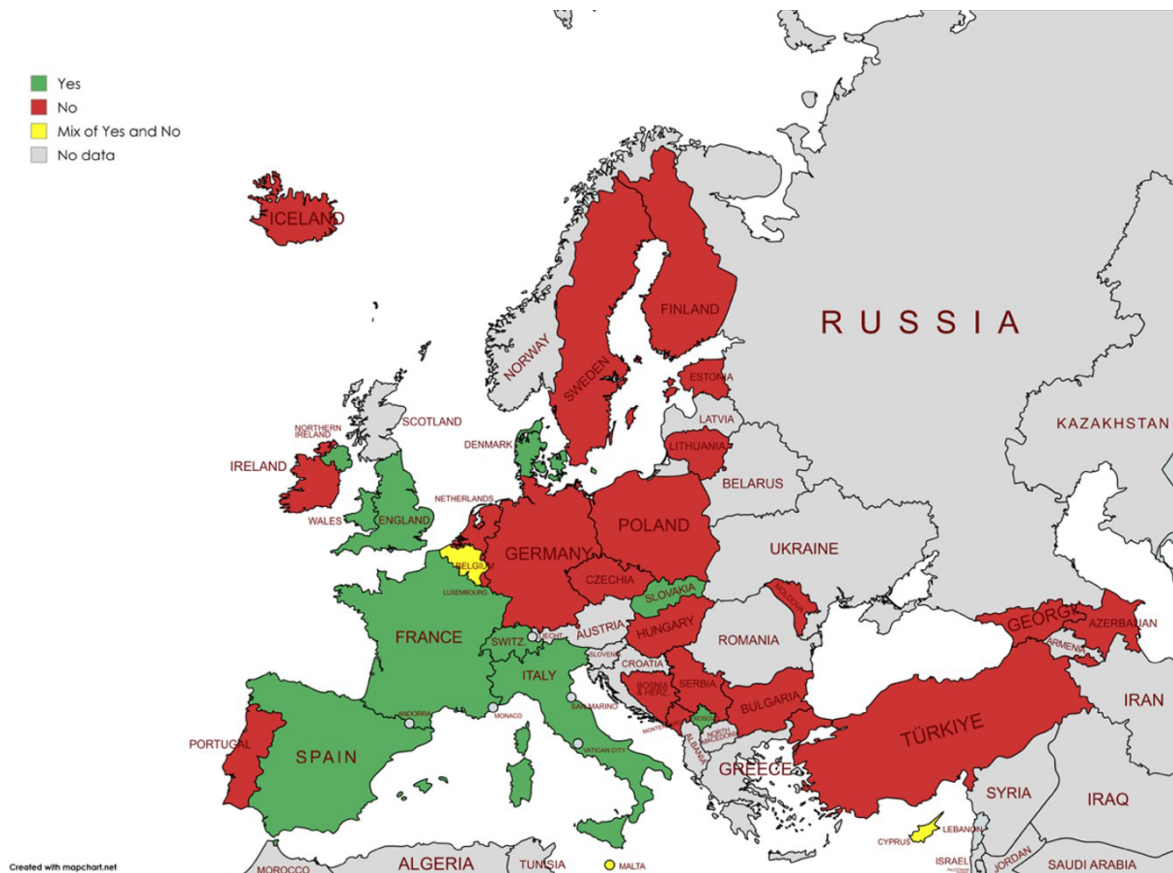 Yes
No
Mix of Yes and No
No data
ICELAND
RUSSIA
FINLAND
NORWAY
SWEDEN
ESTONIA
SCOTLAND
LATVIA
KAZAKHSTAN
NORTHERN
IRELAND
DENMARK
LITHUANIA
IRELAND
BELARUS
NETHERLANDS
WALES
ENGLAND
POLAND
UKRAINE
GERMANY
BELGIUM
CZECHIA
LUXEMBOURG
SLOVAKIA
MOLDOVA
FRANCE
SWITZ.
LIECHT.
AUSTRIA
HUNGARY
ROMANIA
GEORGI
AZERBAIJAN
ARMENIA
SLOVENIA
CROATIA
ITALY
BOSNIA
& HERZ.
SERBIA
IRAN
SAN MARINO
BULGARIA
ANDORRA
MONACO
KOSOV
NORTH
MACEDONIA
TÜRKIYE
PORTUGAL
SPAIN
VATICAN CITY
ALBANIA
GREECE
SYRIA
IRAQ
CYPRUS
LEBANON
ISRAEL
JORDAN
SAUDI ARABIA
MALTA
Created with mapchart.net
MOROCCO
ALGERIA
TUNISIA